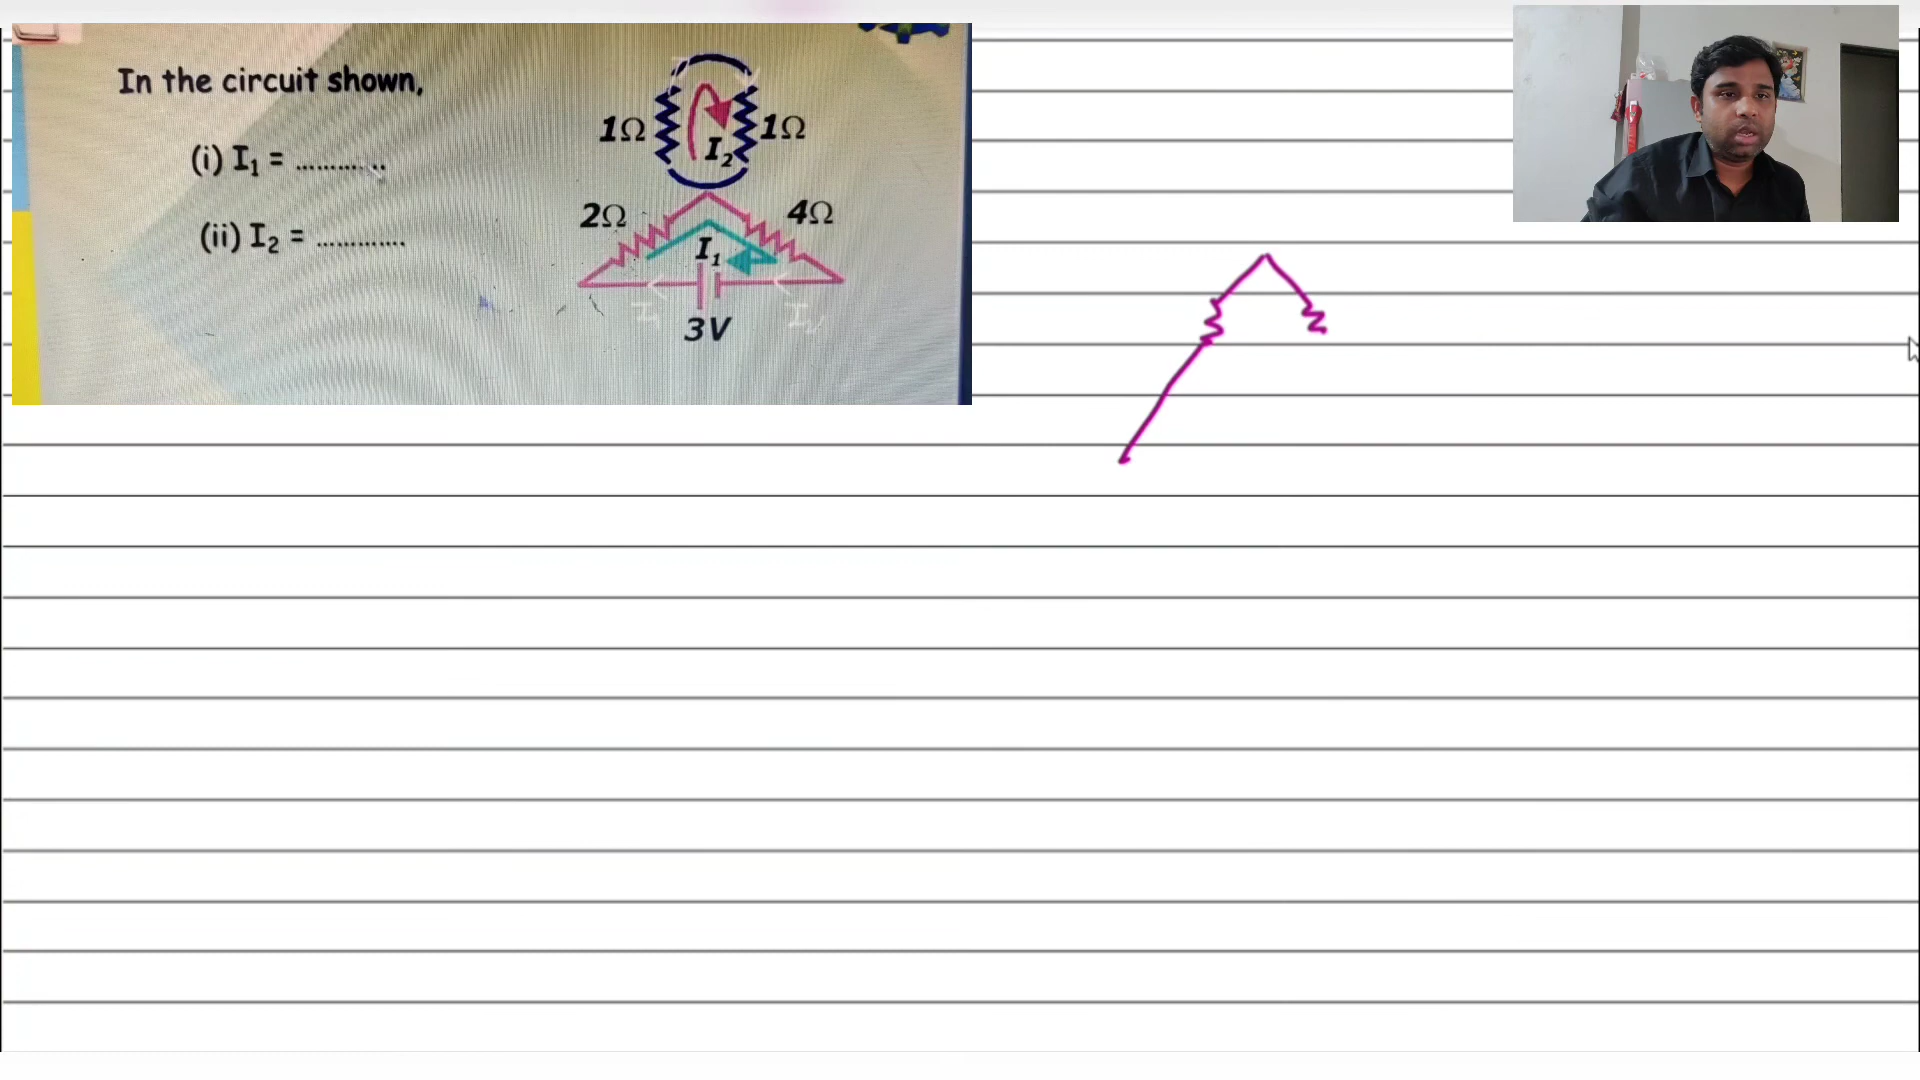 In the circuit shown,
(i) I₁ = ............
(ii) I₂ = .............
1Ω
1Ω
I₂
2Ω
4Ω
I₁
3V